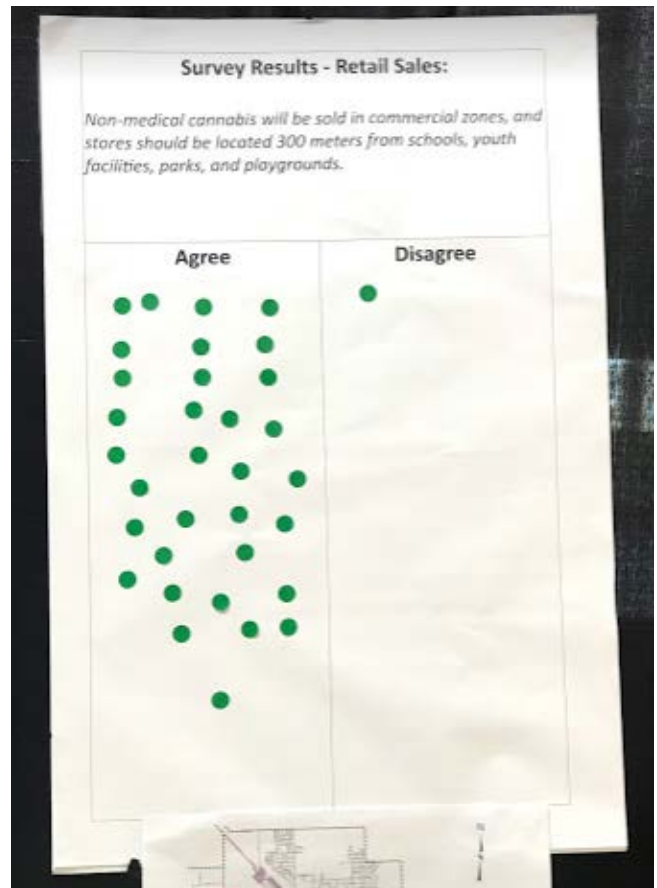 Survey Results - Retail Sales:
Non-medical cannabis will be sold in commercial zones, and
stores should be located 300 meters from schools, youth
facilities, parks, and playgrounds.
Agree
Disagree